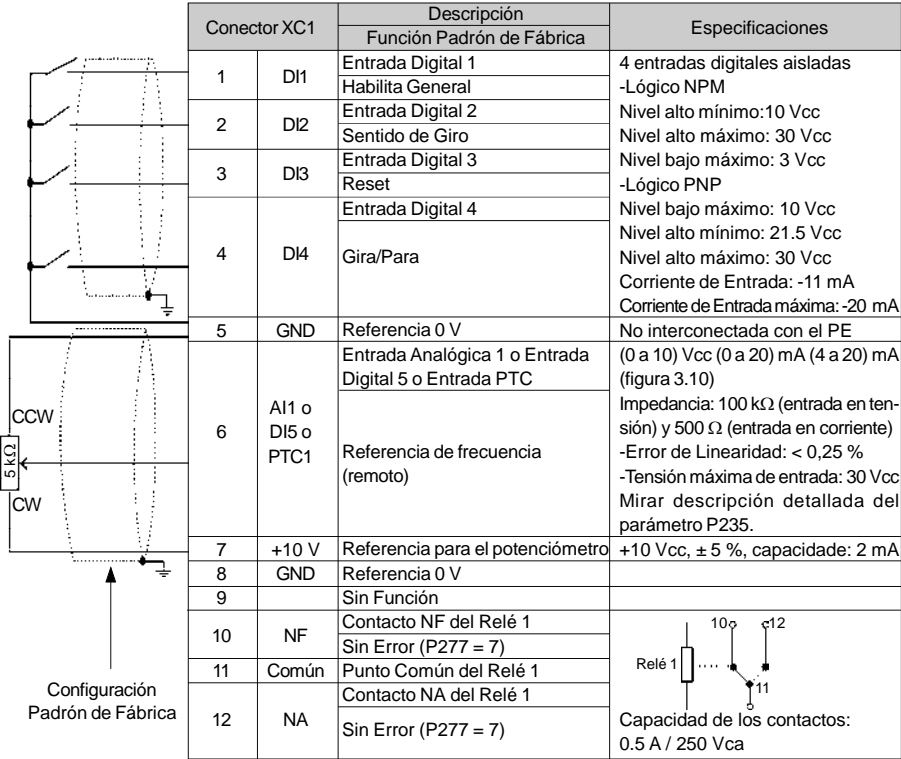 Conector XC1
Descripción
Función Padrón de Fábrica
Especificaciones
1
DI1
Entrada Digital 1
Habilita General
2
DI2
Entrada Digital 2
Sentido de Giro
3
DI3
Entrada Digital 3
Reset
4
DI4
Entrada Digital 4
Gira/Para
4 entradas digitales aisladas
-Lógico NPM
Nivel alto mínimo:10 Vcc
Nivel alto máximo: 30 Vcc
Nivel bajo máximo: 3 Vcc
-Lógico PNP
Nivel bajo máximo: 10 Vcc
Nivel alto mínimo: 21.5 Vcc
Nivel alto máximo: 30 Vcc
Corriente de Entrada: -11 mA
Corriente de Entrada máxima: -20 mA
5
GND
Referencia 0 V
No interconectada con el PE
6
AI1 o
DI5 o
PTC1
Entrada Analógica 1 o Entrada
Digital 5 o Entrada PTC
Referencia de frecuencia
(remoto)
(0 a 10) Vcc (0 a 20) mA (4 a 20) mA
(figura 3.10)
Impedancia: 100 kΩ (entrada en ten-
sión) y 500 Ω (entrada en corriente)
-Error de Linearidad: < 0,25 %
-Tensión máxima de entrada: 30 Vcc
Mirar descripción detallada del
parámetro P235.
CCW
5 kΩ
CW
7
+10 V
Referencia para el potenciómetro
+10 Vcc, ± 5 %, capacidade: 2 mA
8
GND
Referencia 0 V
9
Sin Función
10
NF
Contacto NF del Relé 1
Sin Error (P277 = 7)
11
Común
Punto Común del Relé 1
12
NA
Contacto NA del Relé 1
Sin Error (P277 = 7)
10
12
Relé 1
11
Capacidad de los contactos:
0.5 A / 250 Vca
Configuración
Padrón de Fábrica